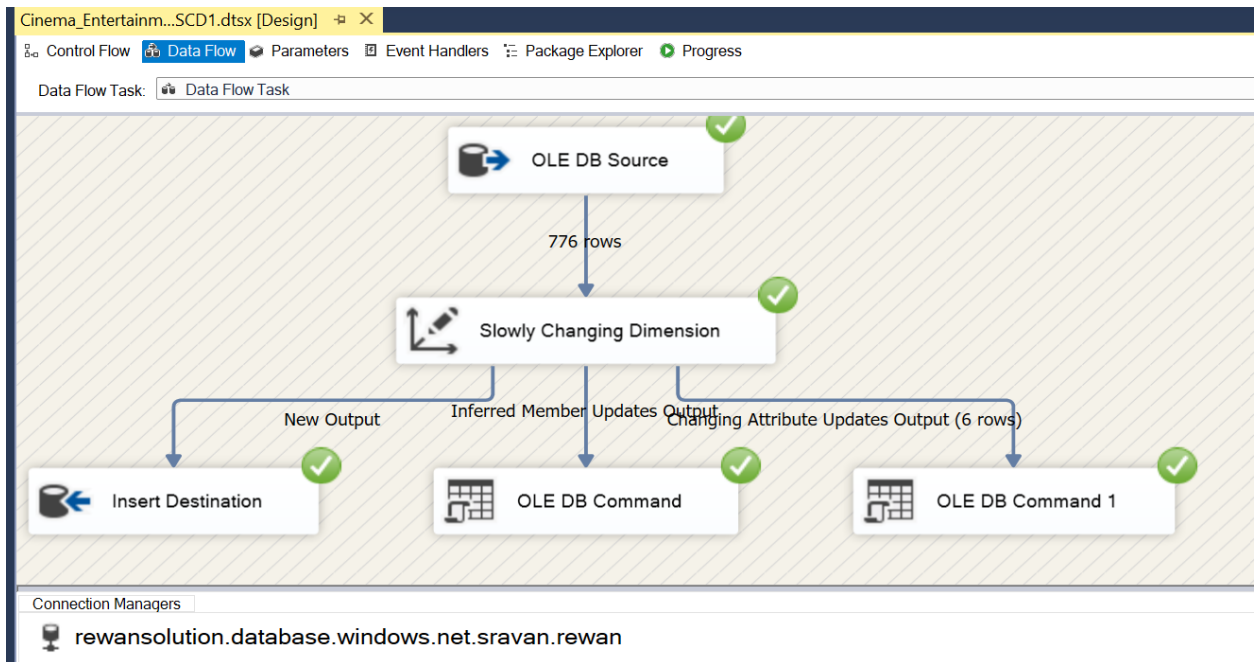 Cinema_Entertainm...SCD1.dtsx [Design]
Control Flow Data Flow Parameters Event Handlers Package Explorer Progress
Data Flow Task: Data Flow Task
OLE DB Source
776 rows
Slowly Changing Dimension
New Output
Inferred Member Updates Output
Changing Attribute Updates Output (6 rows)
Insert Destination
OLE DB Command
OLE DB Command 1
Connection Managers
rewansolution.database.windows.net.sravan.rewan